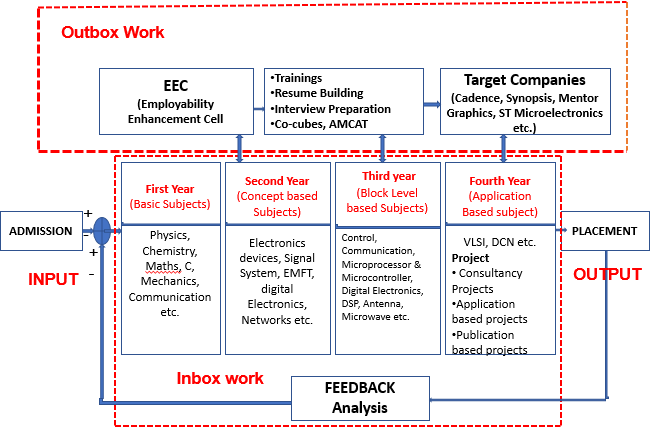 Outbox Work
EEC
(Employability
Enhancement Cell)
•Trainings
•Resume Building
•Interview Preparation
•Co-cubes, AMCAT
Target Companies
(Cadence, Synopsis, Mentor
Graphics, ST Microelectronics
etc.)
ADMISSION
INPUT
+
-
+
-
First Year
(Basic Subjects)
Physics,
Chemistry,
Maths, C,
Mechanics,
Communication
etc.
Second Year
(Concept based
Subjects)
Electronics
devices, Signal
System, EMFT,
digital
Electronics,
Networks etc.
Third year
(Block Level
based Subjects)
Control,
Communication,
Microprocessor &
Microcontroller,
Digital Electronics,
DSP, Antenna,
Microwave etc.
Fourth Year
(Application
Based subject)
VLSI, DCN etc.
Project
• Consultancy
Projects
•Application
based projects
•Publication
based projects
PLACEMENT
OUTPUT
Inbox work
FEEDBACK
Analysis